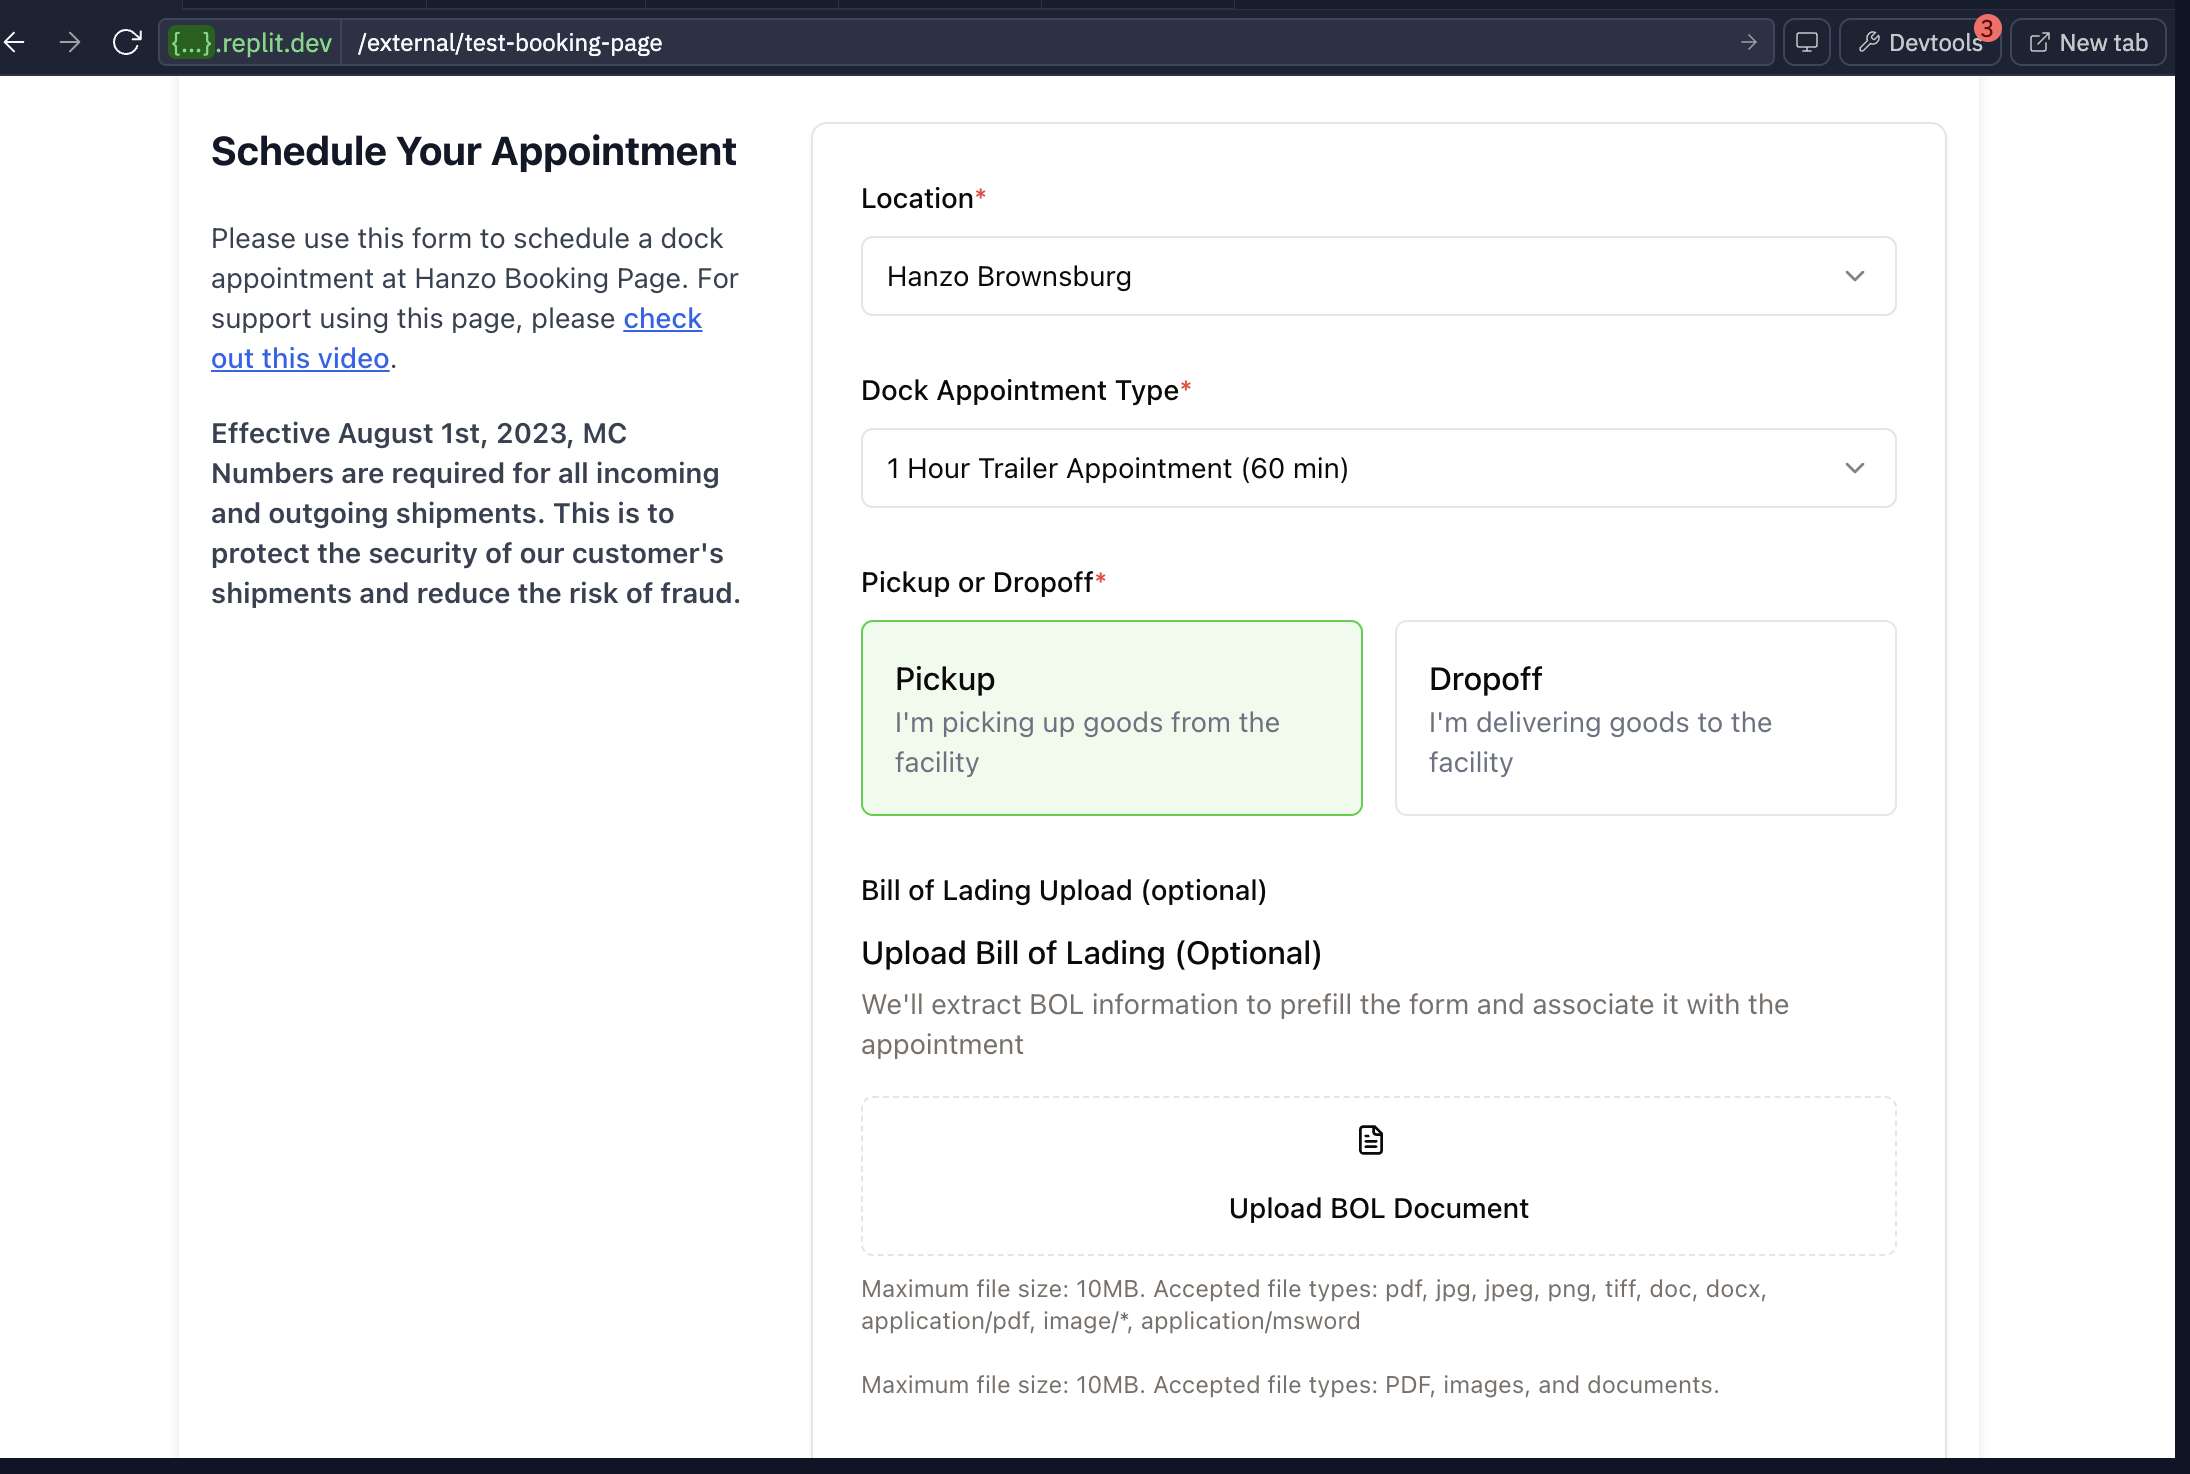 {...}.replit.dev /external/test-booking-page
Devtools 3
New tab
Schedule Your Appointment
Please use this form to schedule a dock
appointment at Hanzo Booking Page. For
support using this page, please check
out this video.
Effective August 1st, 2023, MC
Numbers are required for all incoming
and outgoing shipments. This is to
protect the security of our customer's
shipments and reduce the risk of fraud.
Location*
Hanzo Brownsburg
Dock Appointment Type*
1 Hour Trailer Appointment (60 min)
Pickup or Dropoff*
Pickup
I'm picking up goods from the
facility
Dropoff
I'm delivering goods to the
facility
Bill of Lading Upload (optional)
Upload Bill of Lading (Optional)
We'll extract BOL information to prefill the form and associate it with the
appointment
Upload BOL Document
Maximum file size: 10MB. Accepted file types: pdf, jpg, jpeg, png, tiff, doc, docx,
application/pdf, image/*, application/msword
Maximum file size: 10MB. Accepted file types: PDF, images, and documents.